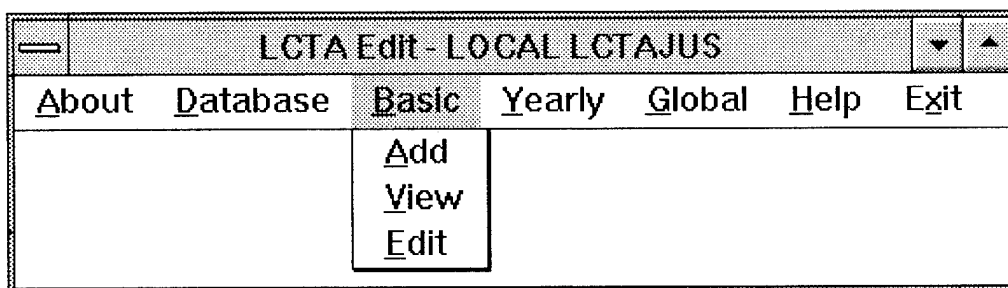 LCTA Edit - LOCAL LCTAJUS
About Database Basic Yearly Global Help Exit
Add
View
Edit